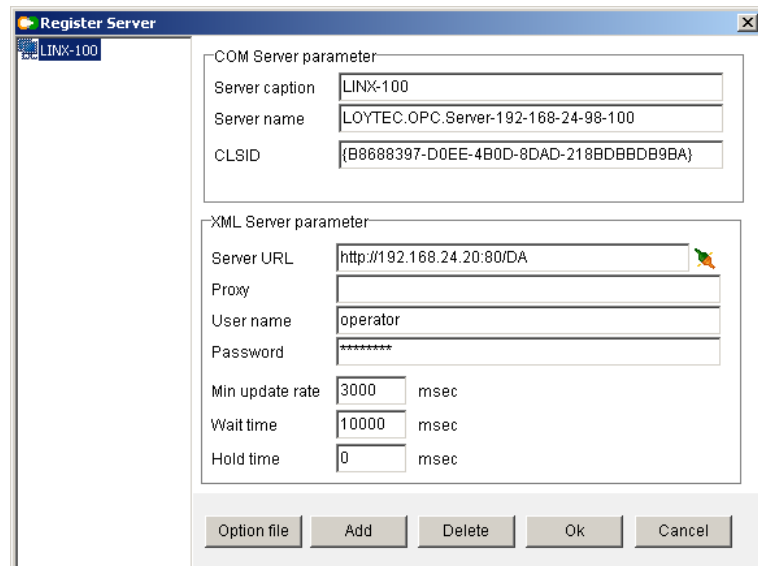 Register Server
LINX-100
COM Server parameter
Server caption LINX-100
Server name LOYTEC.OPC.Server-192-168-24-98-100
CLSID {B8688397-D0EE-4B0D-8DAD-218BDBBDB9BA}
XML Server parameter
Server URL http://192.168.24.20:80/DA
Proxy
User name operator
Password ********
Min update rate 3000 msec
Wait time 10000 msec
Hold time 0 msec
Option file Add Delete Ok Cancel